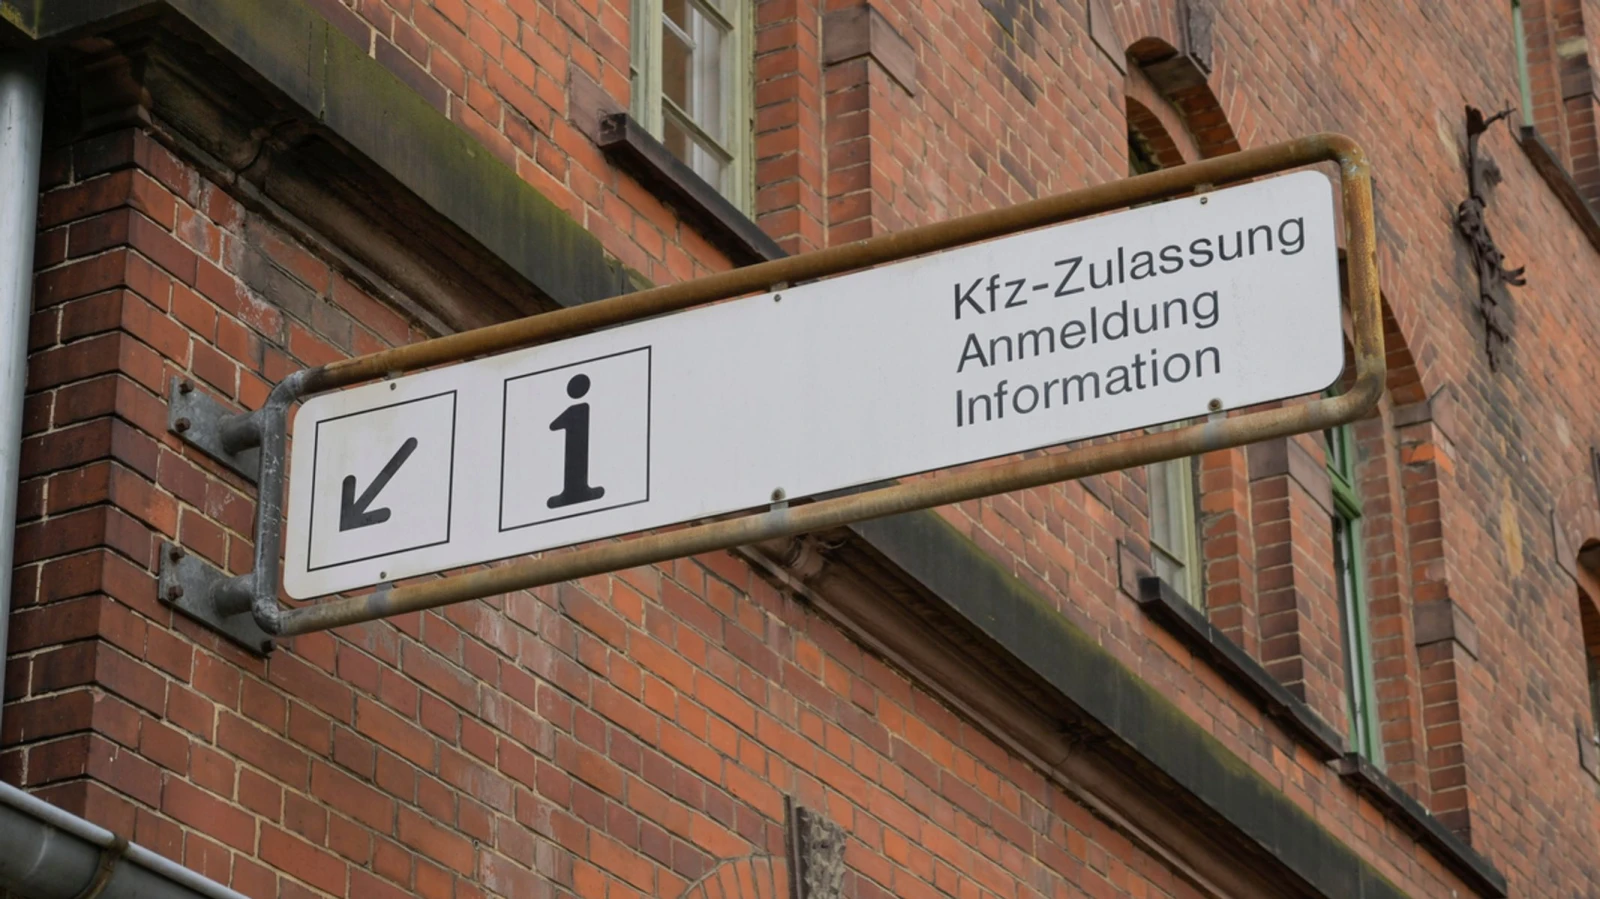 i
Kfz-Zulassung
Anmeldung
Information